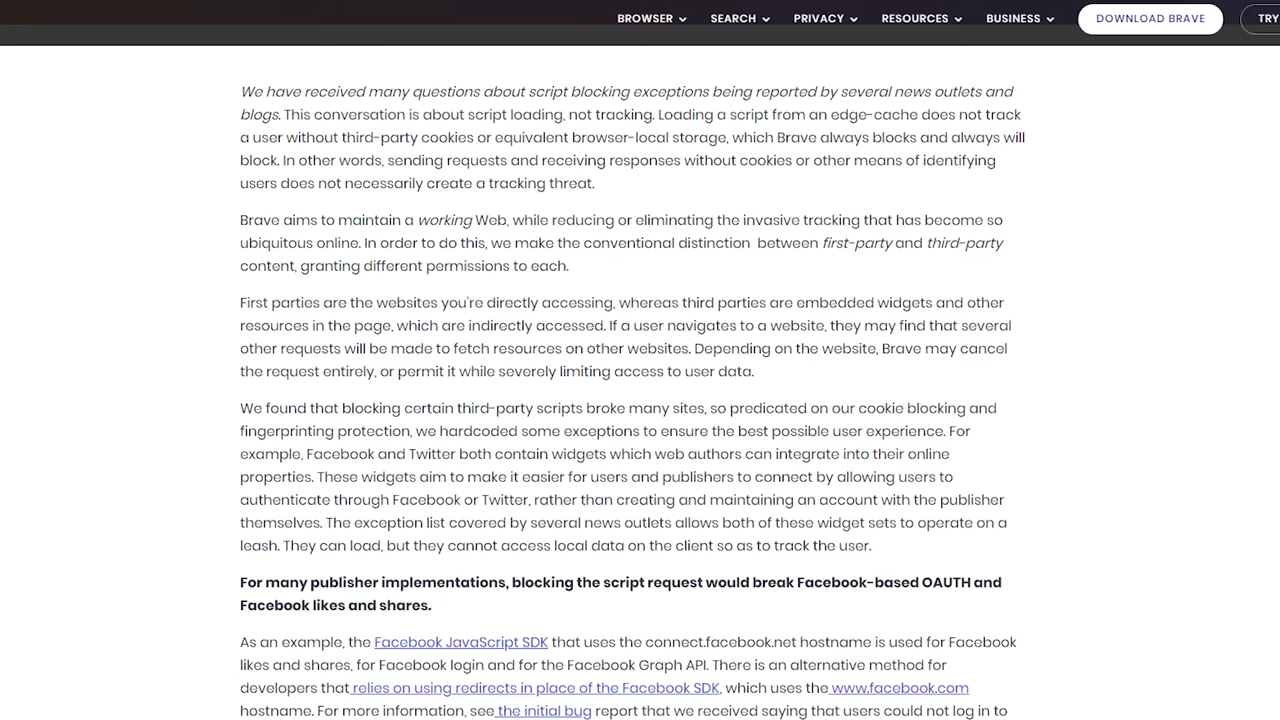 BROWSER SEARCH PRIVACY RESOURCES BUSINESS DOWNLOAD BRAVE TRY
We have received many questions about script blocking exceptions being reported by several news outlets and
blogs. This conversation is about script loading, not tracking. Loading a script from an edge-cache does not track
a user without third-party cookies or equivalent browser-local storage, which Brave always blocks and always will
block. In other words, sending requests and receiving responses without cookies or other means of identifying
users does not necessarily create a tracking threat.
Brave aims to maintain a working Web, while reducing or eliminating the invasive tracking that has become so
ubiquitous online. In order to do this, we make the conventional distinction between first-party and third-party
content, granting different permissions to each.
First parties are the websites you're directly accessing, whereas third parties are embedded widgets and other
resources in the page, which are indirectly accessed. If a user navigates to a website, they may find that several
other requests will be made to fetch resources on other websites. Depending on the website, Brave may cancel
the request entirely, or permit it while severely limiting access to user data.
We found that blocking certain third-party scripts broke many sites, so predicated on our cookie blocking and
fingerprinting protection, we hardcoded some exceptions to ensure the best possible user experience. For
example, Facebook and Twitter both contain widgets which web authors can integrate into their online
properties. These widgets aim to make it easier for users and publishers to connect by allowing users to
authenticate through Facebook or Twitter, rather than creating and maintaining an account with the publisher
themselves. The exception list covered by several news outlets allows both of these widget sets to operate on a
leash. They can load, but they cannot access local data on the client so as to track the user.
For many publisher implementations, blocking the script request would break Facebook-based OAUTH and
Facebook likes and shares.
As an example, the Facebook JavaScript SDK that uses the connect.facebook.net hostname is used for Facebook
likes and shares, for Facebook login and for the Facebook Graph API. There is an alternative method for
developers that relies on using redirects in place of the Facebook SDK, which uses the www.facebook.com
hostname. For more information, see the initial bug report that we received saying that users could not log in to